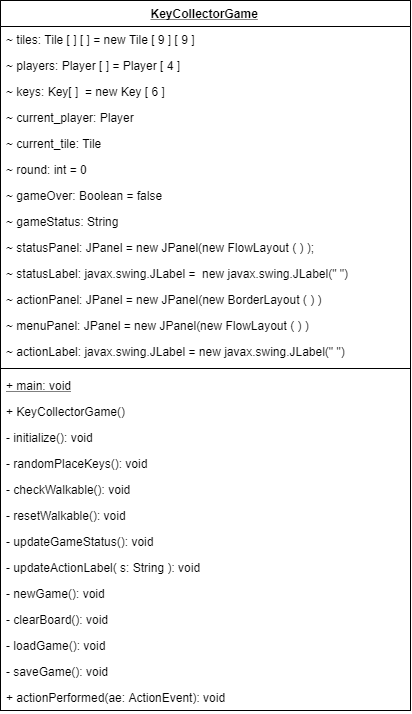 KeyCollectorGame
~ tiles: Tile [ ] [ ] = new Tile [ 9 ] [ 9 ]
~ players: Player [ ] = Player [ 4 ]
~ keys: Key[ ]  = new Key [ 6 ]
~ current_player: Player
~ current_tile: Tile
~ round: int = 0
~ gameOver: Boolean = false
~ gameStatus: String
~ statusPanel: JPanel = new JPanel(new FlowLayout ( ) );
~ statusLabel: javax.swing.JLabel =  new javax.swing.JLabel(" ")
~ actionPanel: JPanel = new JPanel(new BorderLayout ( ) )
~ menuPanel: JPanel = new JPanel(new FlowLayout ( ) )
~ actionLabel: javax.swing.JLabel = new javax.swing.JLabel(" ")
+ main: void
+ KeyCollectorGame()
- initialize(): void
- randomPlaceKeys(): void
- checkWalkable(): void
- resetWalkable(): void
- updateGameStatus(): void
- updateActionLabel( s: String ): void
- newGame(): void
- clearBoard(): void
- loadGame(): void
- saveGame(): void
+ actionPerformed(ae: ActionEvent): void